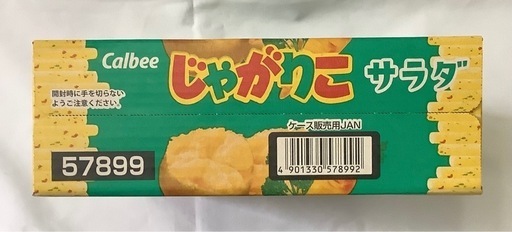 Calbee じゃがりこ サラダ
開封時に手を切らない
ようご注意ください。
ケース販売用JAN
57899
4 901330 578992